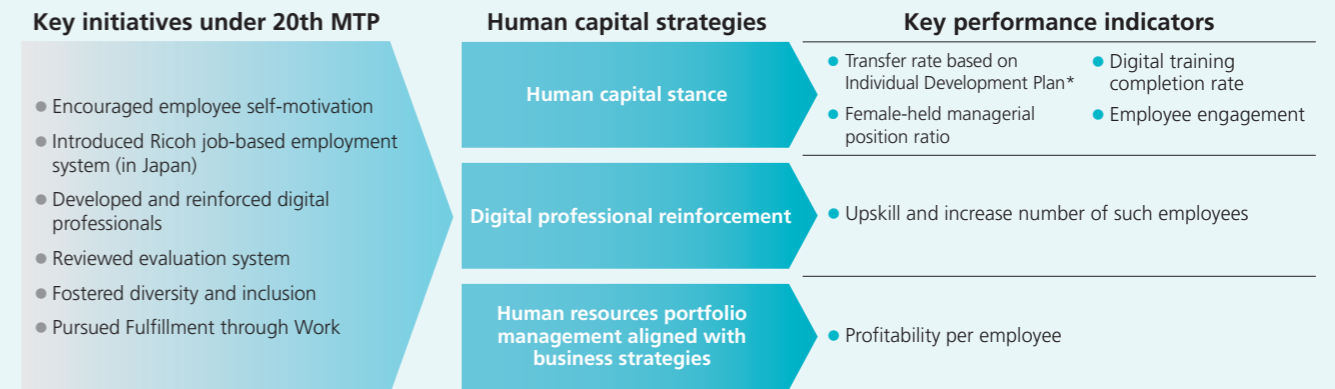 Key initiatives under 20th MTP
● Encouraged employee self-motivation
● Introduced Ricoh job-based employment
system (in Japan)
● Developed and reinforced digital
professionals
● Reviewed evaluation system
● Fostered diversity and inclusion
● Pursued Fulfillment through Work
Human capital strategies
Human capital stance
Digital professional reinforcement
Human resources portfolio
management aligned with
business strategies
Key performance indicators
● Transfer rate based on
Individual Development Plan*
● Female-held managerial
position ratio
● Digital training
completion rate
● Employee engagement
● Upskill and increase number of such employees
● Profitability per employee